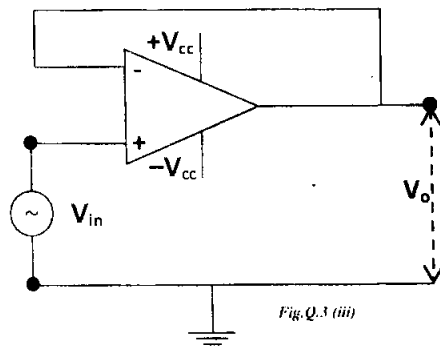 +Vcc
-
+
−Vcc
~
Vin
Vo
Fig.Q.3 (iii)